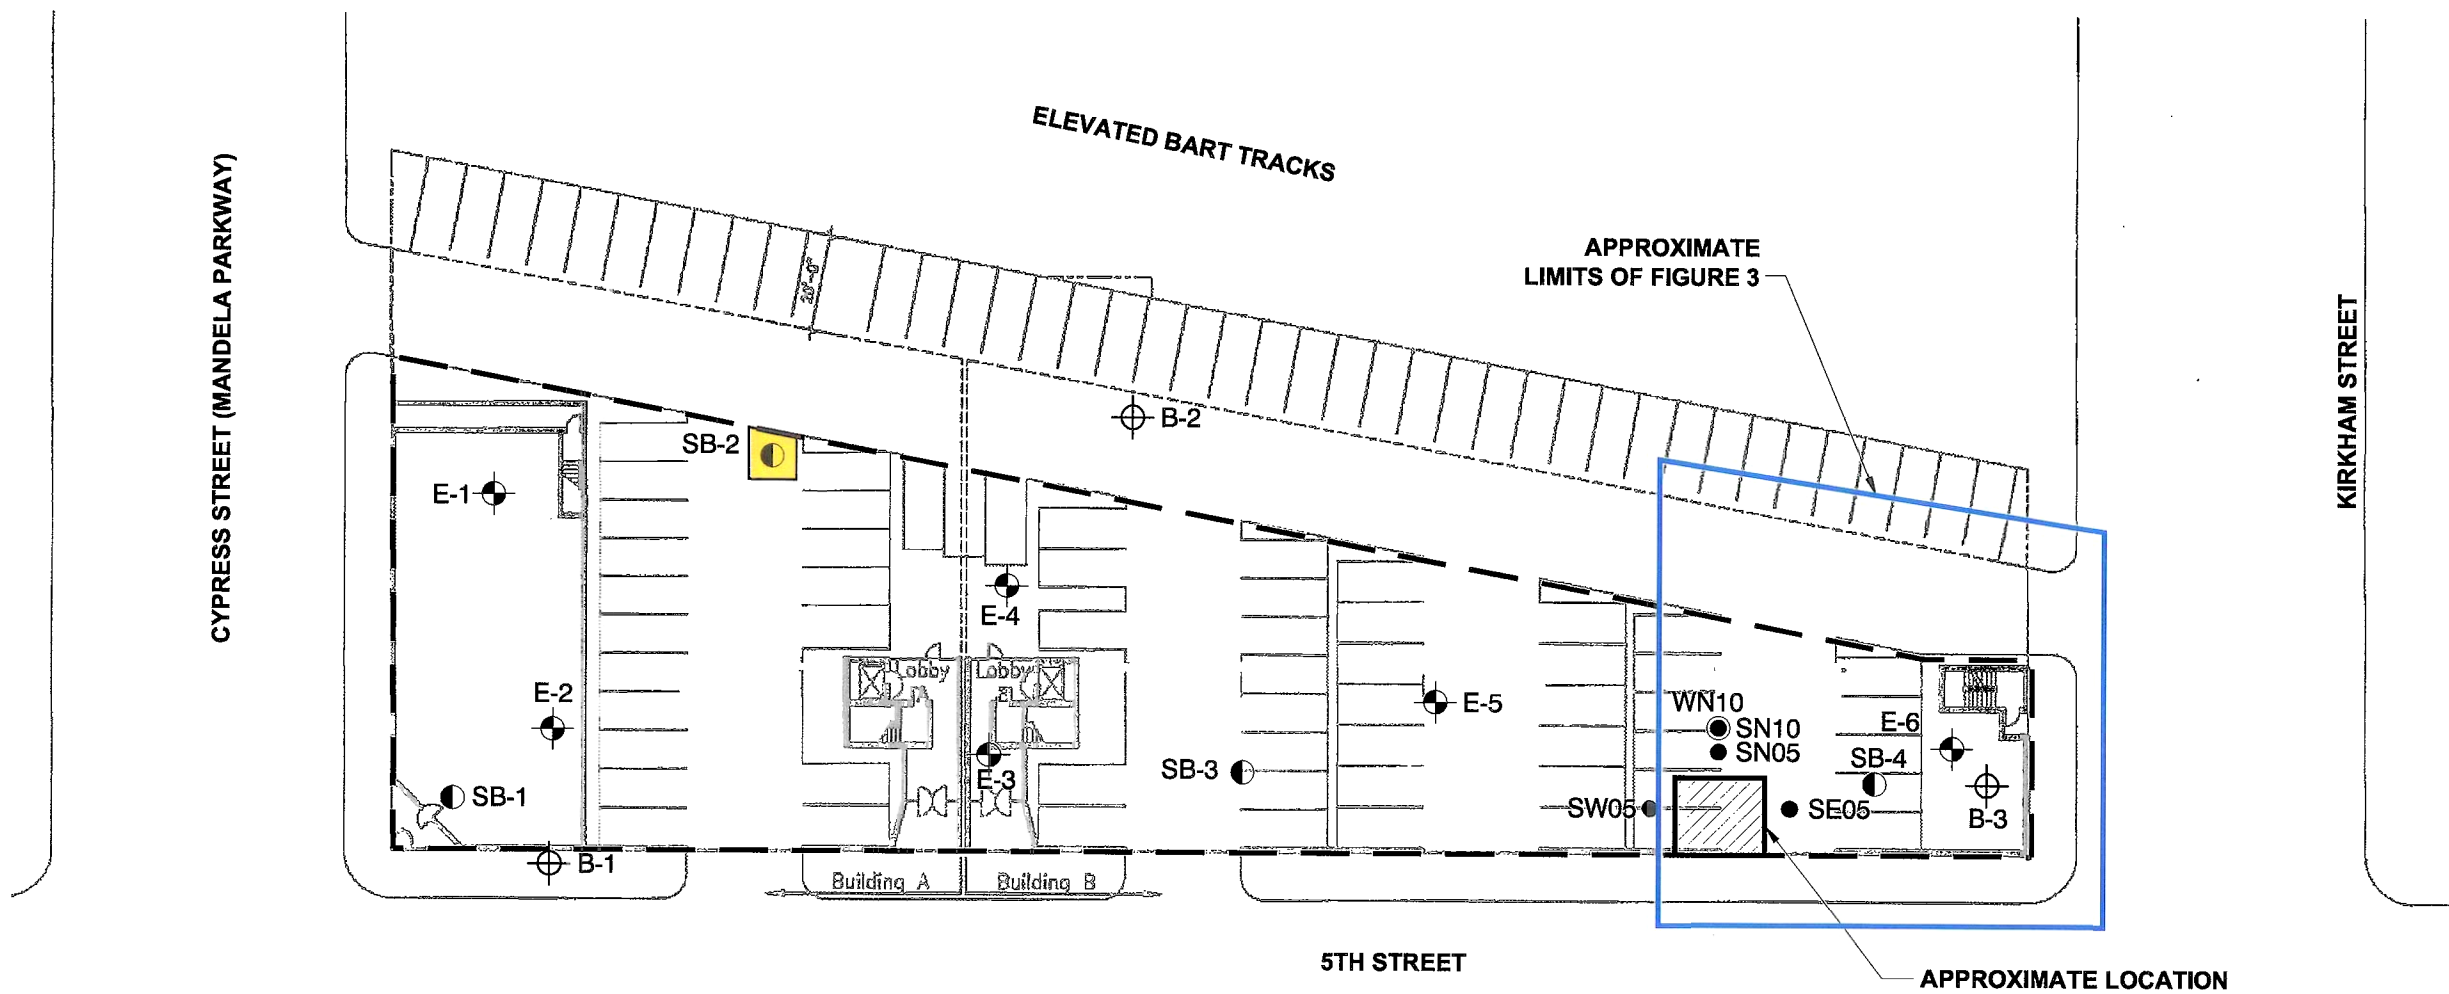 ELEVATED BART TRACKS
CYPRESS STREET (MANDELA PARKWAY)
20'-0"
APPROXIMATE
LIMITS OF FIGURE 3
KIRKHAM STREET
B-2
SB-2
E-1
E-4
Lobby
A
Lobby
B
E-2
E-5
WN10
SN10
SN05
E-6
SB-4
E-3
SB-3
SB-1
SW05
SE05
B-3
B-1
Building A
Building B
5TH STREET
APPROXIMATE LOCATION